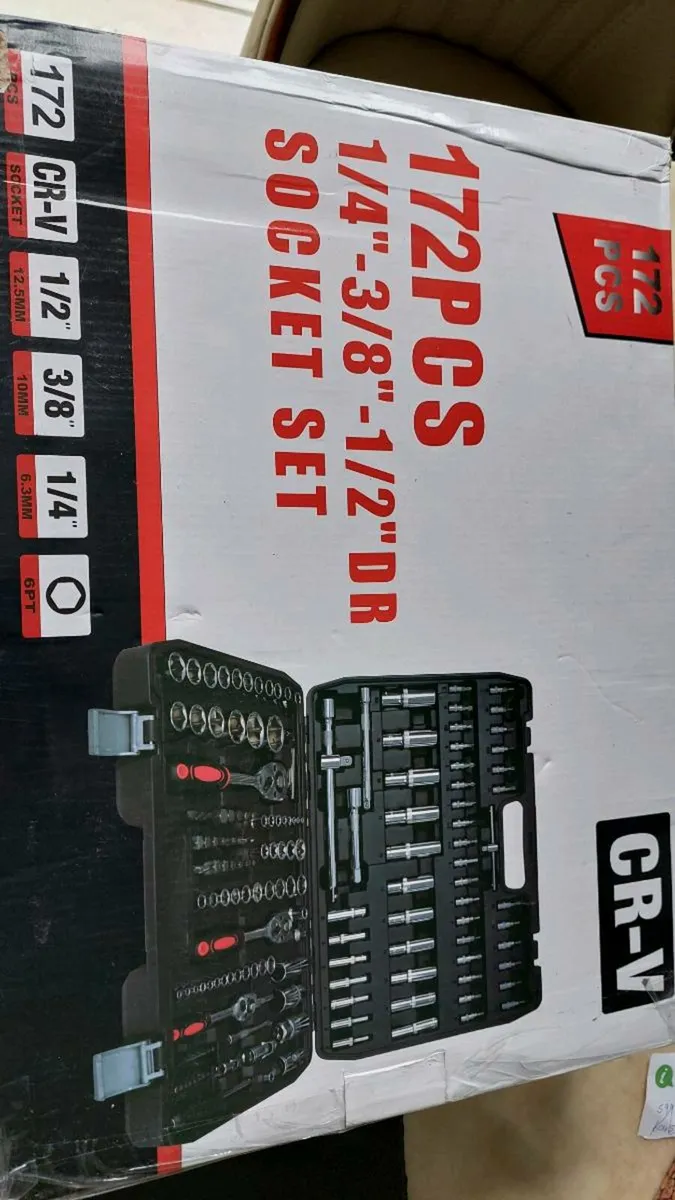 172
PCS
172PCS
1/4"-3/8"-1/2"DR
SOCKET SET
CR-V
172
PCS
CR-V
SOCKET
1/2"
12.5MM
3/8"
10MM
1/4"
6.3MM
6PT